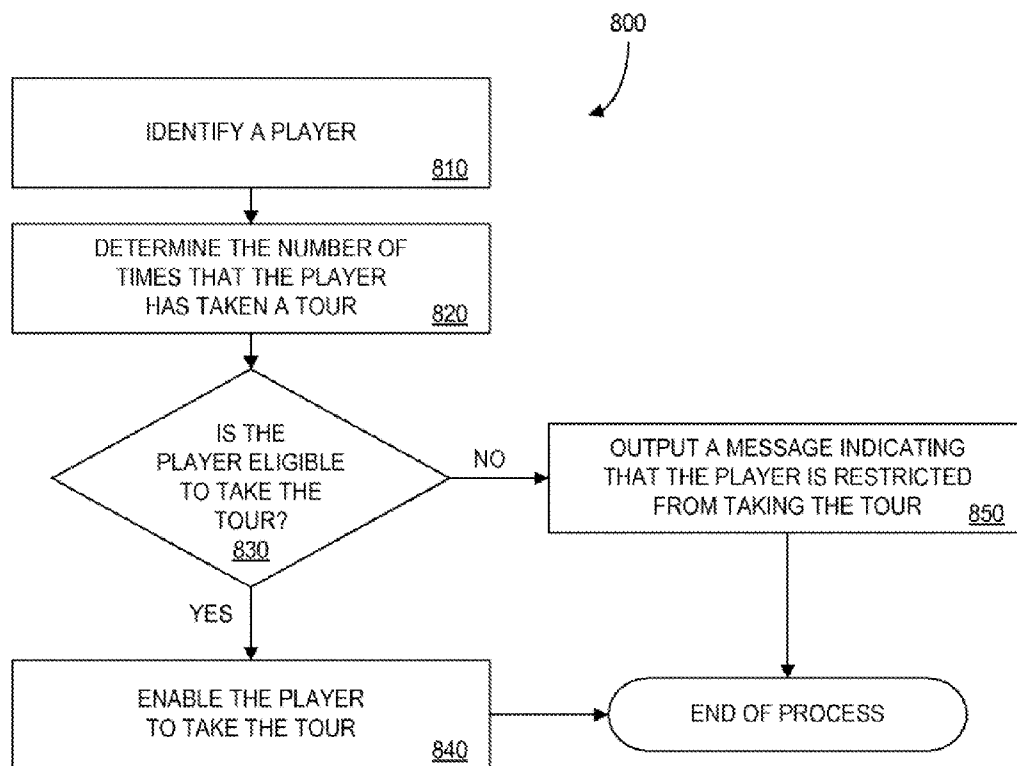 800
IDENTIFY A PLAYER
810
DETERMINE THE NUMBER OF
TIMES THAT THE PLAYER
HAS TAKEN A TOUR
820
IS THE
PLAYER ELIGIBLE
TO TAKE THE
TOUR?
830
NO
OUTPUT A MESSAGE INDICATING
THAT THE PLAYER IS RESTRICTED
FROM TAKING THE TOUR
850
YES
ENABLE THE PLAYER
TO TAKE THE TOUR
840
END OF PROCESS